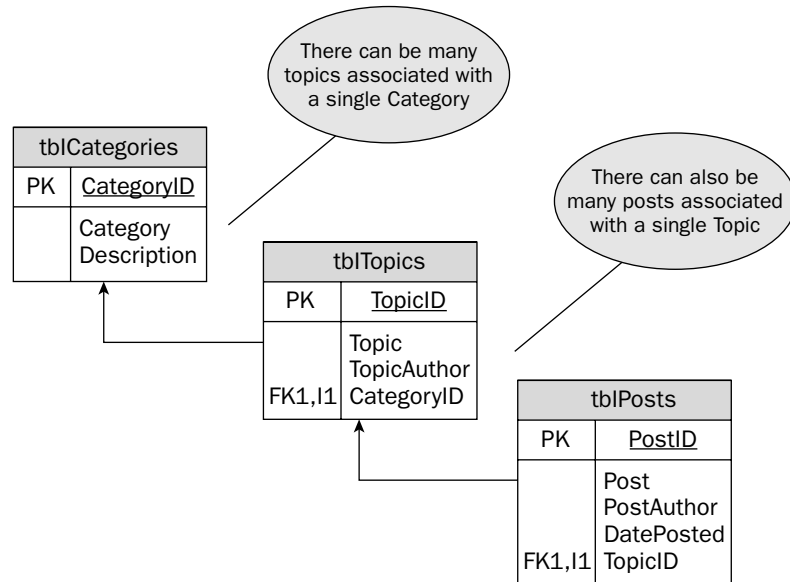 There can be many
topics associated with
a single Category
tblCategories
PK CategoryID
Category
Description
There can also be
many posts associated
with a single Topic
tblTopics
PK TopicID
Topic
TopicAuthor
FK1,I1 CategoryID
tblPosts
PK PostID
Post
PostAuthor
DatePosted
FK1,I1 TopicID